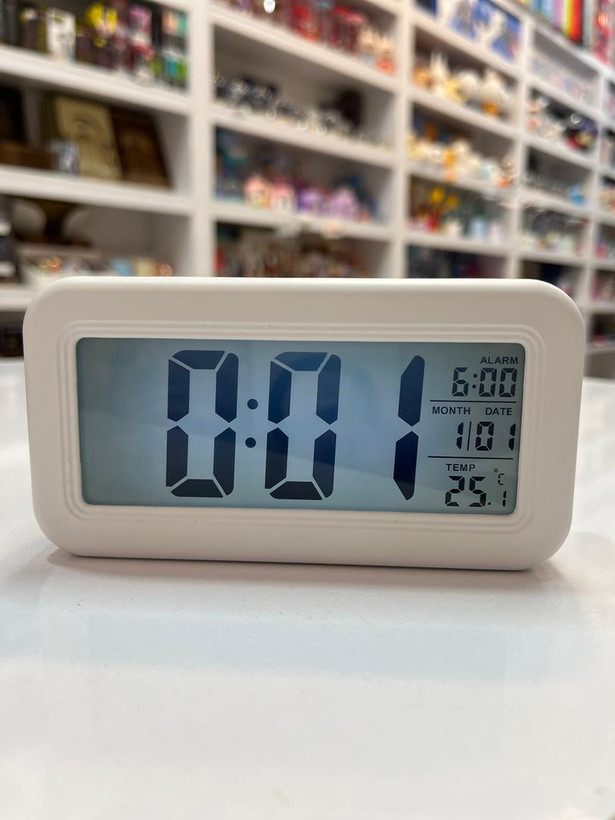 0:01
ALARM
6:00
MONTH DATE
1|01
TEMP
25.1 °C